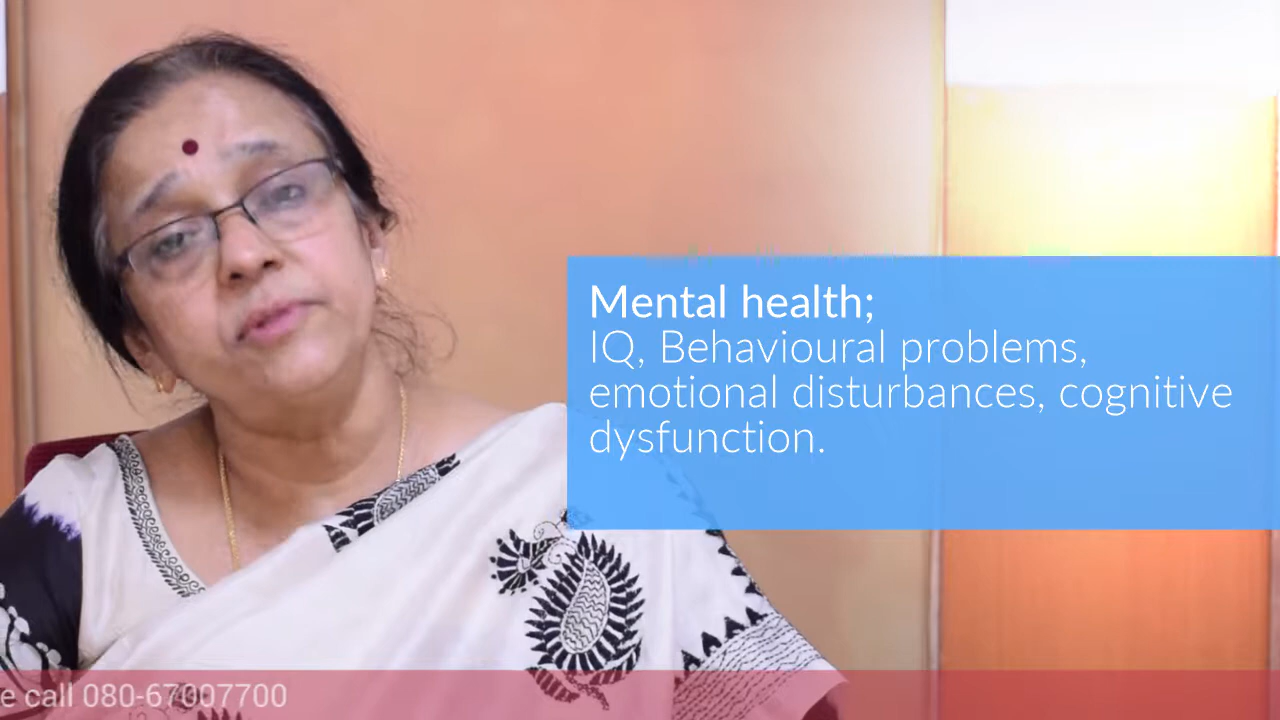 Mental health;
IQ, Behavioural problems,
emotional disturbances, cognitive
dysfunction.
e call 080-67007700